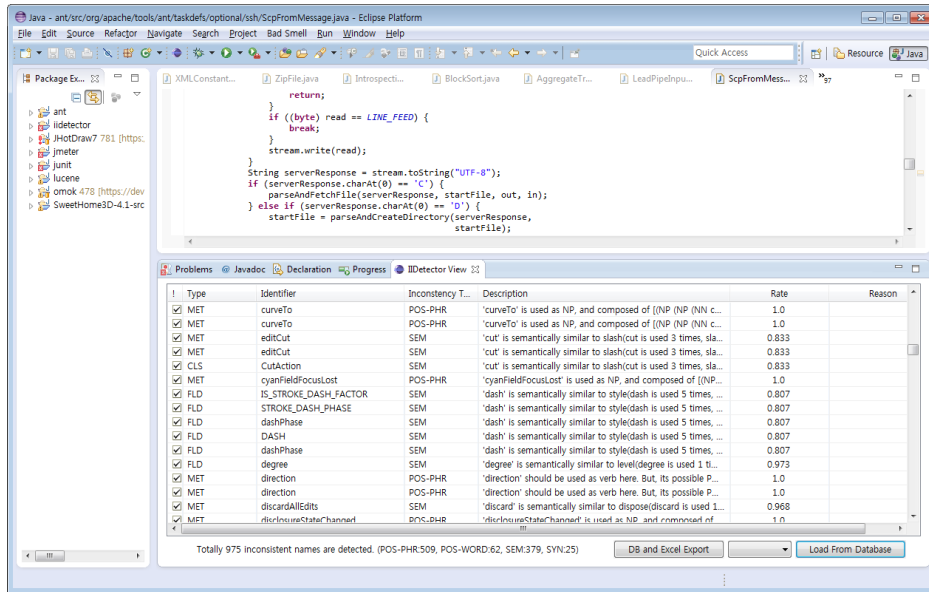 Java - ant/src/org/apache/tools/ant/taskdefs/optional/ssh/ScpFromMessage.java - Eclipse Platform
File Edit Source Refactor Navigate Search Project Bad Smell Run Window Help
Quick Access Resource Java
Package Ex...
ant
iidetector
JHotDraw7 781 [https:
jmeter
junit
lucene
omok 478 [https://dev
SweetHome3D-4.1-src
XMLConstant... ZipFile.java Introspecti... BlockSort.java AggregateTr... LeadPipeInpu... ScpFromMess... »97
return;
}
if ((byte) read == LINE_FEED) {
break;
}
stream.write(read);
}
String serverResponse = stream.toString("UTF-8");
if (serverResponse.charAt(0) == 'C') {
parseAndFetchFile(serverResponse, startFile, out, in);
} else if (serverResponse.charAt(0) == 'D') {
startFile = parseAndCreateDirectory(serverResponse,
startFile);
Problems @ Javadoc Declaration Progress IIDetector View
! Type Identifier Inconstency T... Description Rate Reason
MET curveTo POS-PHR 'curveTo' is used as NP, and composed of [(NP (NP (NN c... 1.0
MET curveTo POS-PHR 'curveTo' is used as NP, and composed of [(NP (NP (NN c... 1.0
MET editCut SEM 'cut' is semantically similar to slash(cut is used 3 times, sla... 0.833
MET editCut SEM 'cut' is semantically similar to slash(cut is used 3 times, sla... 0.833
CLS CutAction SEM 'cut' is semantically similar to slash(cut is used 3 times, sla... 0.833
MET cyanFieldFocusLost POS-PHR 'cyanFieldFocusLost' is used as NP, and composed of [(NP... 1.0
FLD IS_STROKE_DASH_FACTOR SEM 'dash' is semantically similar to style(dash is used 5 times, ... 0.807
FLD STROKE_DASH_PHASE SEM 'dash' is semantically similar to style(dash is used 5 times, ... 0.807
FLD dashPhase SEM 'dash' is semantically similar to style(dash is used 5 times, ... 0.807
FLD DASH SEM 'dash' is semantically similar to style(dash is used 5 times, ... 0.807
FLD dashPhase SEM 'dash' is semantically similar to style(dash is used 5 times, ... 0.807
FLD degree SEM 'degree' is semantically similar to level(degree is used 1 ti... 0.973
MET direction POS-PHR 'direction' should be used as verb here. But, its possible P... 1.0
MET direction POS-PHR 'direction' should be used as verb here. But, its possible P... 1.0
MET discardAllEdits SEM 'discard' is semantically similar to dispose(discard is used 1... 0.968
MET disclosureStateChanged POS-PHR 'disclosureStateChanged' is used as NP, and composed of 1.0
Totally 975 inconsistent names are detected. (POS-PHR:509, POS-WORD:62, SEM:379, SYN:25) DB and Excel Export Load From Database